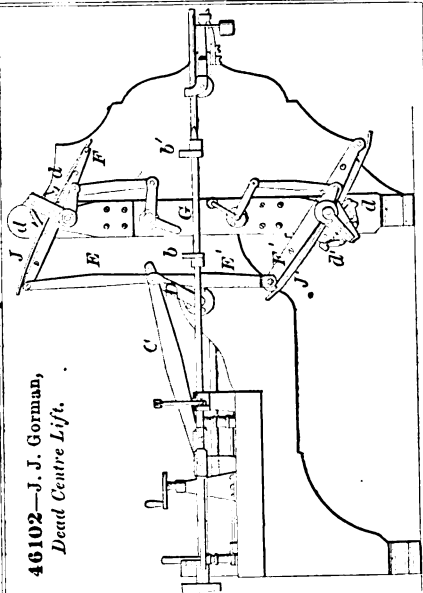 46102—J. J. Gorman,
Dead Centre Lift.
J
d
d
F
E
C
D
b
G
b'
E'
F'
J'
d'
d